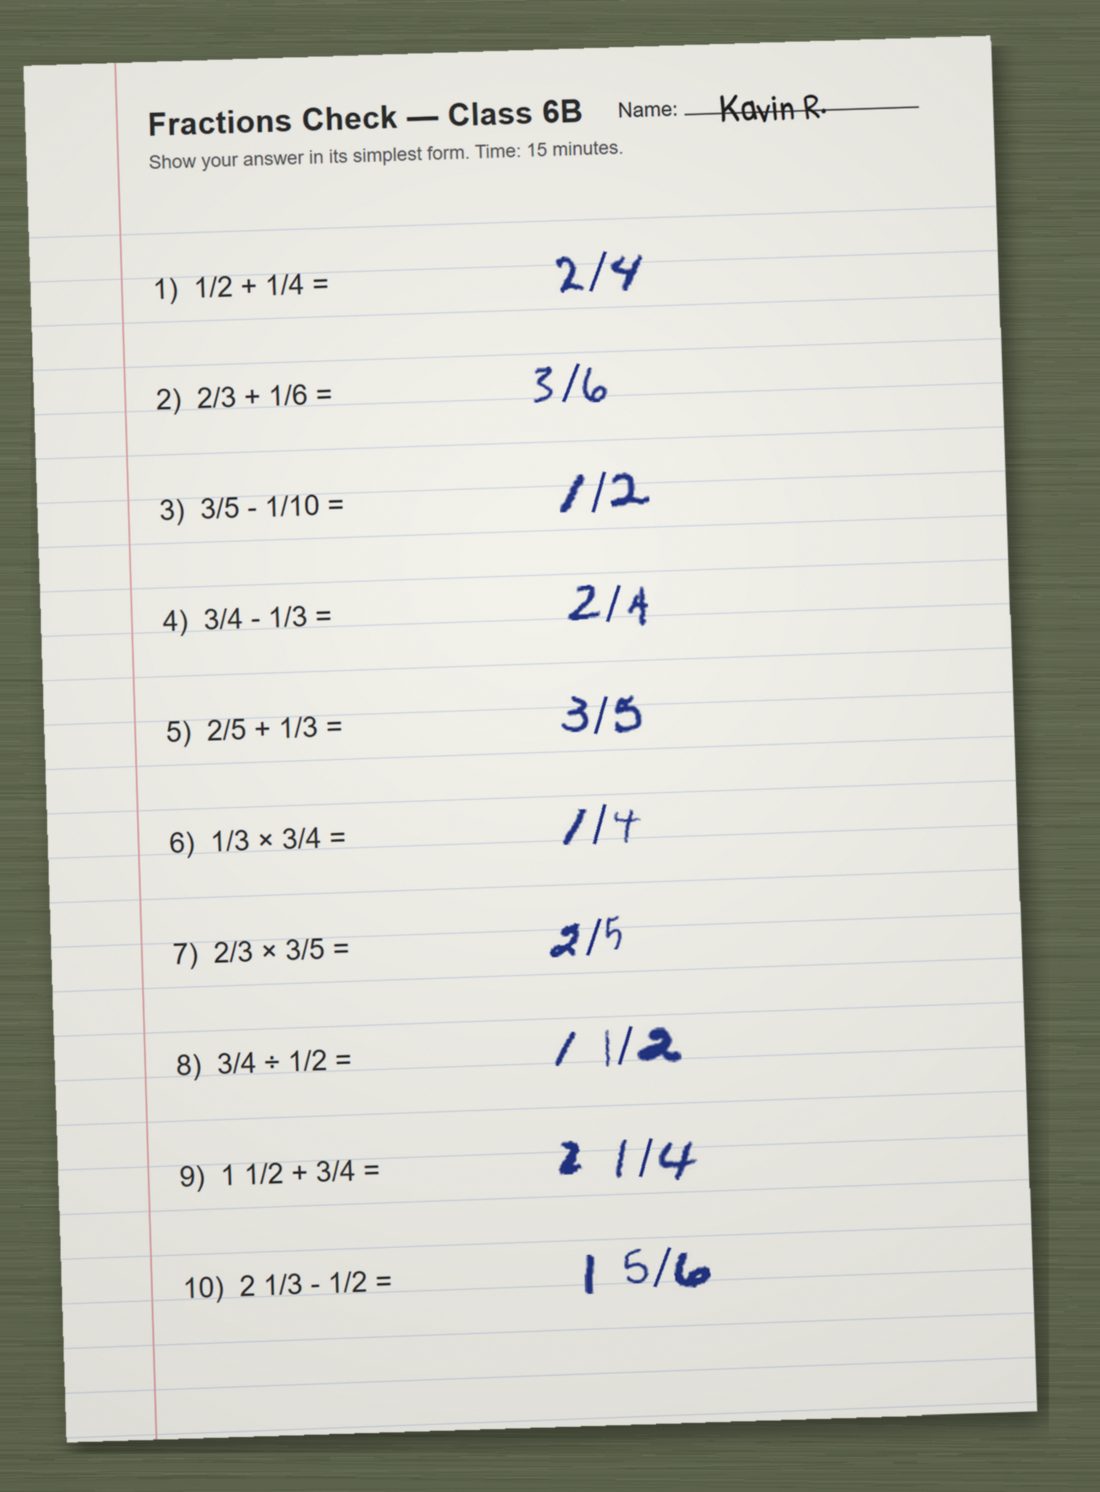 Fractions Check — Class 6B Name: Kavin R.
Show your answer in its simplest form. Time: 15 minutes.
1) 1/2 + 1/4 = 2/4
2) 2/3 + 1/6 = 3/6
3) 3/5 - 1/10 = 1/2
4) 3/4 - 1/3 = 2/4
5) 2/5 + 1/3 = 3/5
6) 1/3 × 3/4 = 1/4
7) 2/3 × 3/5 = 2/5
8) 3/4 ÷ 1/2 = 1 1/2
9) 1 1/2 + 3/4 = 2 1/4
10) 2 1/3 - 1/2 = 1 5/6